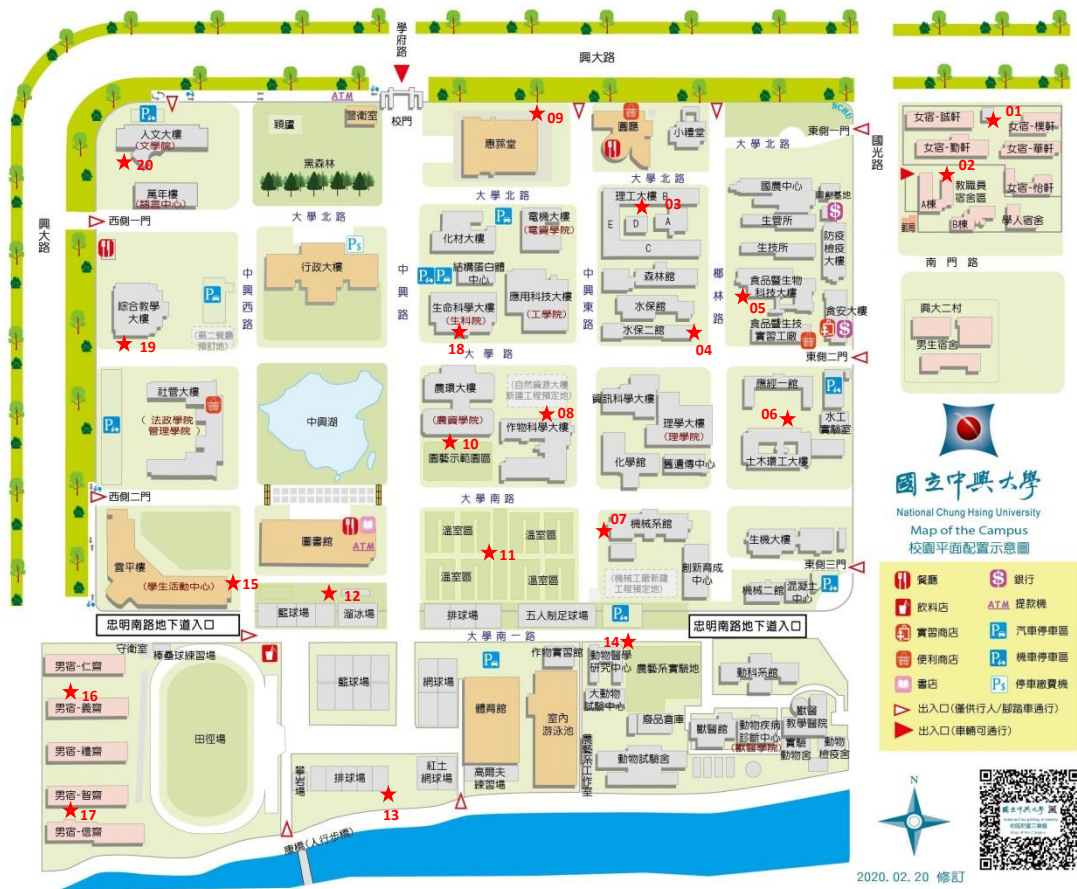 學府路
興大路
ATM
警衛室
校門
穎廬
黑森林
惠蓀堂
09
圓廳
小禮堂
NCHU
東側一門
國光路
女宿-誠軒
01
女宿-樸軒
女宿-勤軒
女宿-華軒
02
教職員
宿舍區
女宿-怡軒
A棟
B棟
學人宿舍
南門路
人文大樓
(文學院)
20
萬年樓
(語言中心)
西側一門
興大路
大學北路
大學北路
大學北路
大學北路
化材大樓
電機大樓
(電資學院)
理工大樓
B
03
E
D
A
C
國農中心
生管所
生技所
防疫
檢疫
大樓
中興西路
行政大樓
中興路
結構蛋白體
中心
生命科學大樓
(生科院)
18
應用科技大樓
(工學院)
中興東路
森林館
水保館
水保二館
04
椰林路
食品暨生物
科技大樓
05
食品暨生技
實習工廠
食安大樓
東側二門
綜合教學
大樓
19
(第二餐廳
預訂地)
大學路
興大二村
男生宿舍
社管大樓
(法政學院
管理學院)
中興湖
農環大樓
(農資學院)
10
園藝示範園區
(自然資源大樓
新建工程預定地)
08
作物科學大樓
資訊科學大樓
理學大樓
(理學院)
化學館
舊遺傳中心
應經一館
06
土木環工大樓
水工
實驗室
西側二門
大學南路
雲平樓
(學生活動中心)
15
圖書館
ATM
12
籃球場
溜冰場
溫室區
溫室區
11
溫室區
溫室區
排球場
五人制足球場
07
機械系館
(機械工廠新建
工程預定地)
創新育成
中心
生機大樓
東側三門
機械二館
混凝土
中心
忠明南路地下道入口
大學南一路
忠明南路地下道入口
守衛室
棒壘球練習場
男宿-仁齋
16
男宿-義齋
男宿-禮齋
男宿-智齋
17
男宿-信齋
田徑場
籃球場
網球場
作物實習館
體育館
室內
游泳池
14
動物醫學
研究中心
大動物
試驗中心
農藝系實驗地
廢品倉庫
動物試驗舍
農藝系工作室
動科系館
獸醫館
動物疾病
診斷中心
(獸醫學院)
獸醫
教學醫院
實驗
動物舍
動物
檢疫舍
攀岩場
排球場
13
紅土
網球場
高爾夫
練習場
康橋(人行步橋)
國立中興大學
National Chung Hsing University
Map of the Campus
校園平面配置示意圖
餐廳
銀行
飲料店
ATM 提款機
實習商店
汽車停車區
便利商店
機車停車區
書店
停車繳費機
出入口(僅供行人/腳踏車通行)
出入口(車輛可通行)
N
2020.02.20 修訂